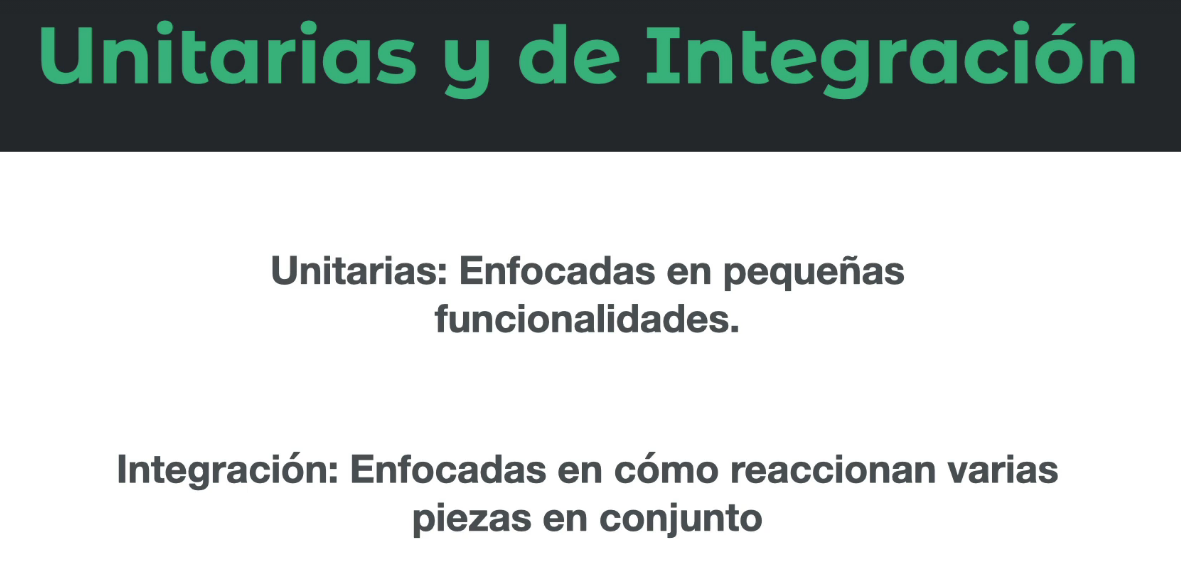 Unitarias y de Integración
Unitarias: Enfocadas en pequeñas
funcionalidades.
Integración: Enfocadas en cómo reaccionan varias
piezas en conjunto